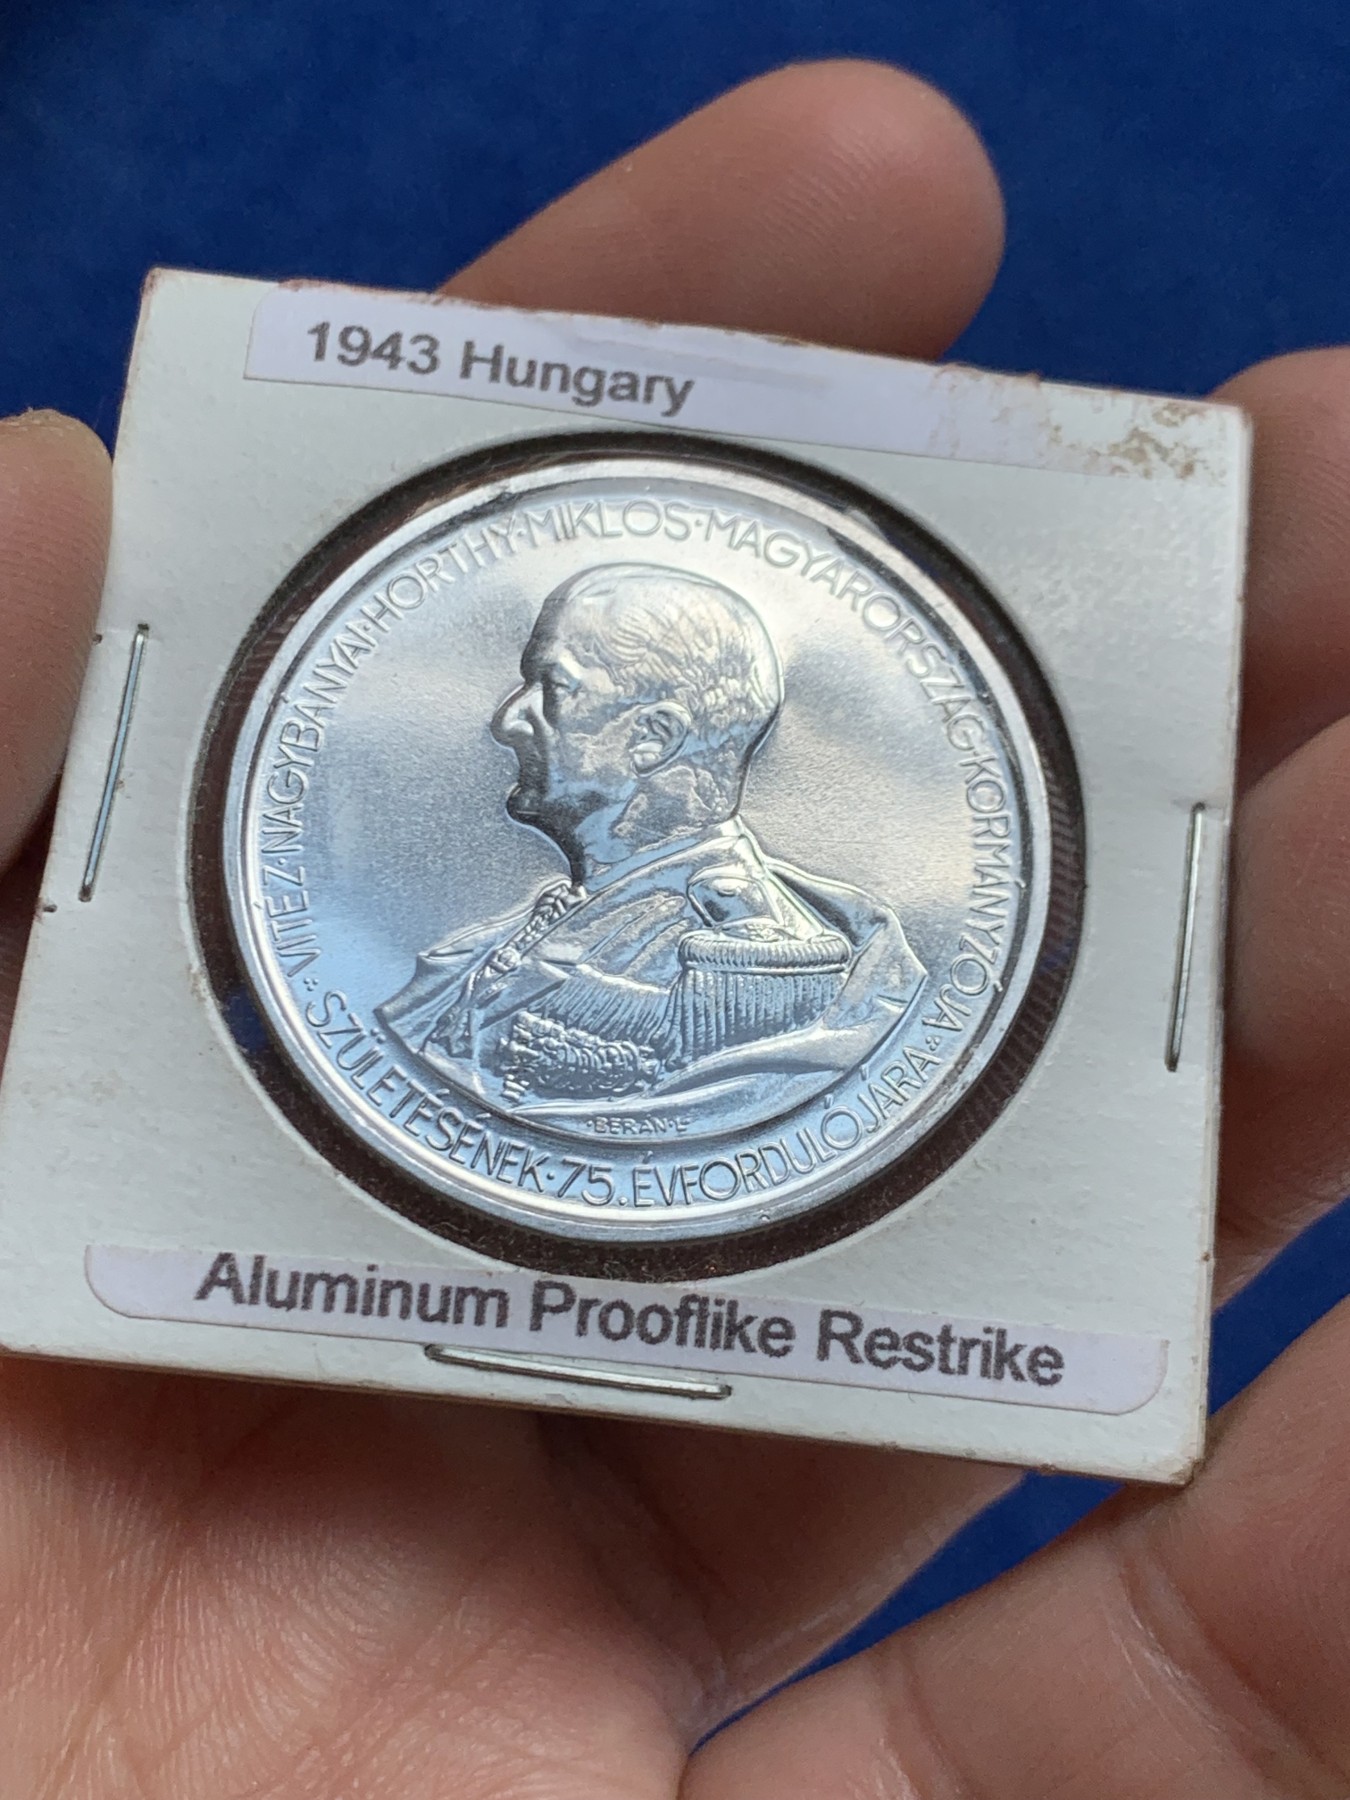 1943 Hungary
·VITÉZ·NAGYBÁNYAI·HORTHY·MIKLÓS·MAGYARORSZÁG·KORMÁNYZÓJA·
SZÜLETÉSÉNEK·75. ÉVFORDULÓJÁRA
·BERÁN·L·
Aluminum Prooflike Restrike